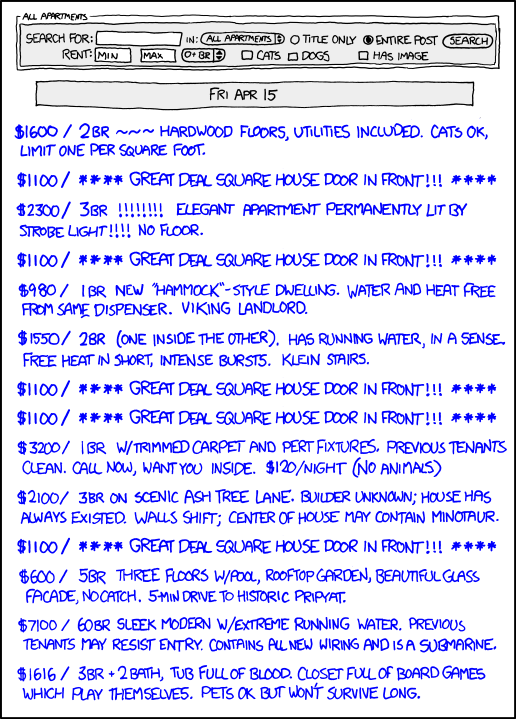 ALL APARTMENTS
SEARCH FOR: IN: ALL APARTMENTS TITLE ONLY ENTIRE POST SEARCH
RENT: MIN MAX 0+ BR CATS DOGS HAS IMAGE
FRI APR 15
$1600 / 2BR ~~~ HARDWOOD FLOORS, UTILITIES INCLUDED. CATS OK,
LIMIT ONE PER SQUARE FOOT.
$1100 / **** GREAT DEAL SQUARE HOUSE DOOR IN FRONT!!! ****
$2300 / 3BR !!!!!!!! ELEGANT APARTMENT PERMANENTLY LIT BY
STROBE LIGHT!!!! NO FLOOR.
$1100 / **** GREAT DEAL SQUARE HOUSE DOOR IN FRONT!!! ****
$980 / 1BR NEW "HAMMOCK"-STYLE DWELLING. WATER AND HEAT FREE
FROM SAME DISPENSER. VIKING LANDLORD.
$1550 / 2BR (ONE INSIDE THE OTHER). HAS RUNNING WATER, IN A SENSE.
FREE HEAT IN SHORT, INTENSE BURSTS. KLEIN STAIRS.
$1100 / **** GREAT DEAL SQUARE HOUSE DOOR IN FRONT!!! ****
$1100 / **** GREAT DEAL SQUARE HOUSE DOOR IN FRONT!!! ****
$3200 / 1BR W/TRIMMED CARPET AND PERT FIXTURES. PREVIOUS TENANTS
CLEAN. CALL NOW, WANT YOU INSIDE. $120/NIGHT (NO ANIMALS)
$2100 / 3BR ON SCENIC ASH TREE LANE. BUILDER UNKNOWN; HOUSE HAS
ALWAYS EXISTED. WALLS SHIFT; CENTER OF HOUSE MAY CONTAIN MINOTAUR.
$1100 / **** GREAT DEAL SQUARE HOUSE DOOR IN FRONT!!! ****
$600 / 5BR THREE FLOORS W/POOL, ROOFTOP GARDEN, BEAUTIFUL GLASS
FACADE, NO CATCH. 5-MIN DRIVE TO HISTORIC PRIPYAT.
$7100 / 60BR SLEEK MODERN W/EXTREME RUNNING WATER. PREVIOUS
TENANTS MAY RESIST ENTRY. CONTAINS ALL NEW WIRING AND IS A SUBMARINE.
$1616 / 3BR + 2BATH, TUB FULL OF BLOOD. CLOSET FULL OF BOARD GAMES
WHICH PLAY THEMSELVES. PETS OK BUT WON'T SURVIVE LONG.